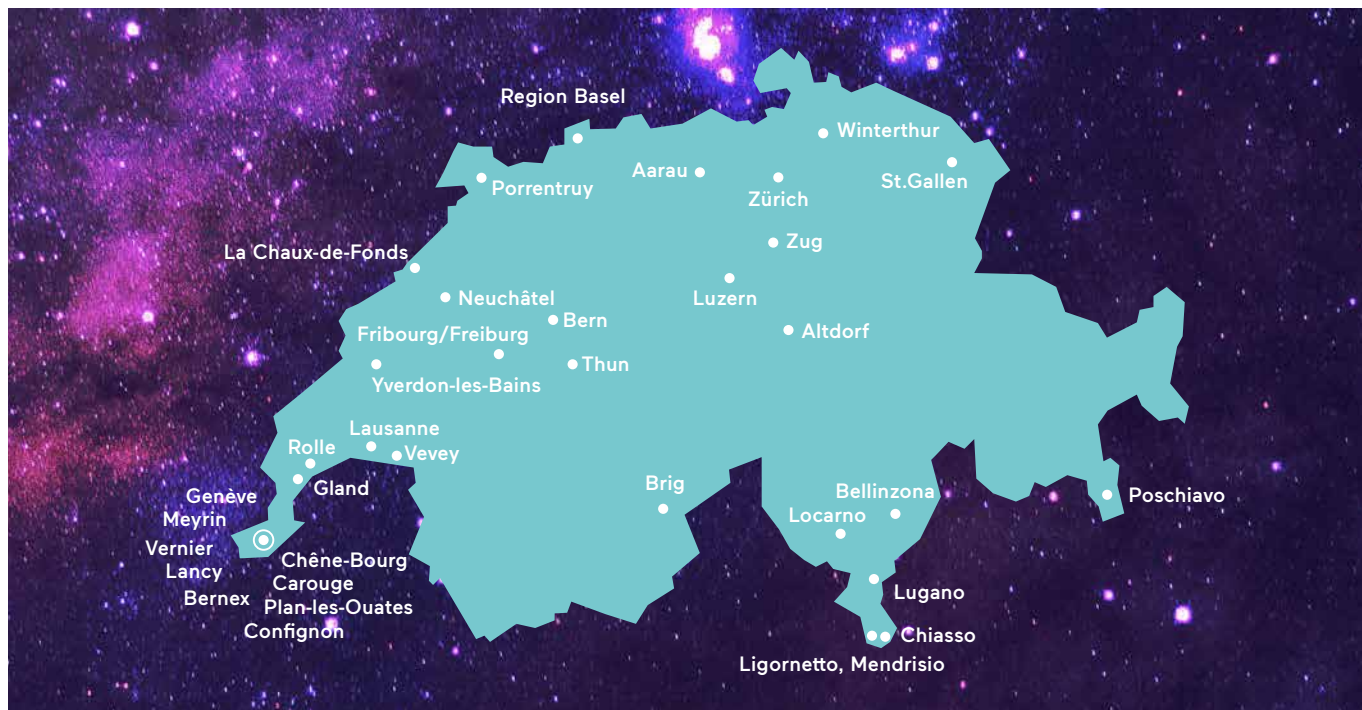 Region Basel
Winterthur
Aarau
St.Gallen
Porrentruy
Zürich
Zug
La Chaux-de-Fonds
Neuchâtel
Luzern
Bern
Altdorf
Fribourg/Freiburg
Thun
Yverdon-les-Bains
Lausanne
Rolle
Vevey
Gland
Brig
Bellinzona
Poschiavo
Genève
Locarno
Meyrin
Vernier
Chêne-Bourg
Lancy
Carouge
Lugano
Bernex
Plan-les-Ouates
Confignon
Chiasso
Ligornetto, Mendrisio